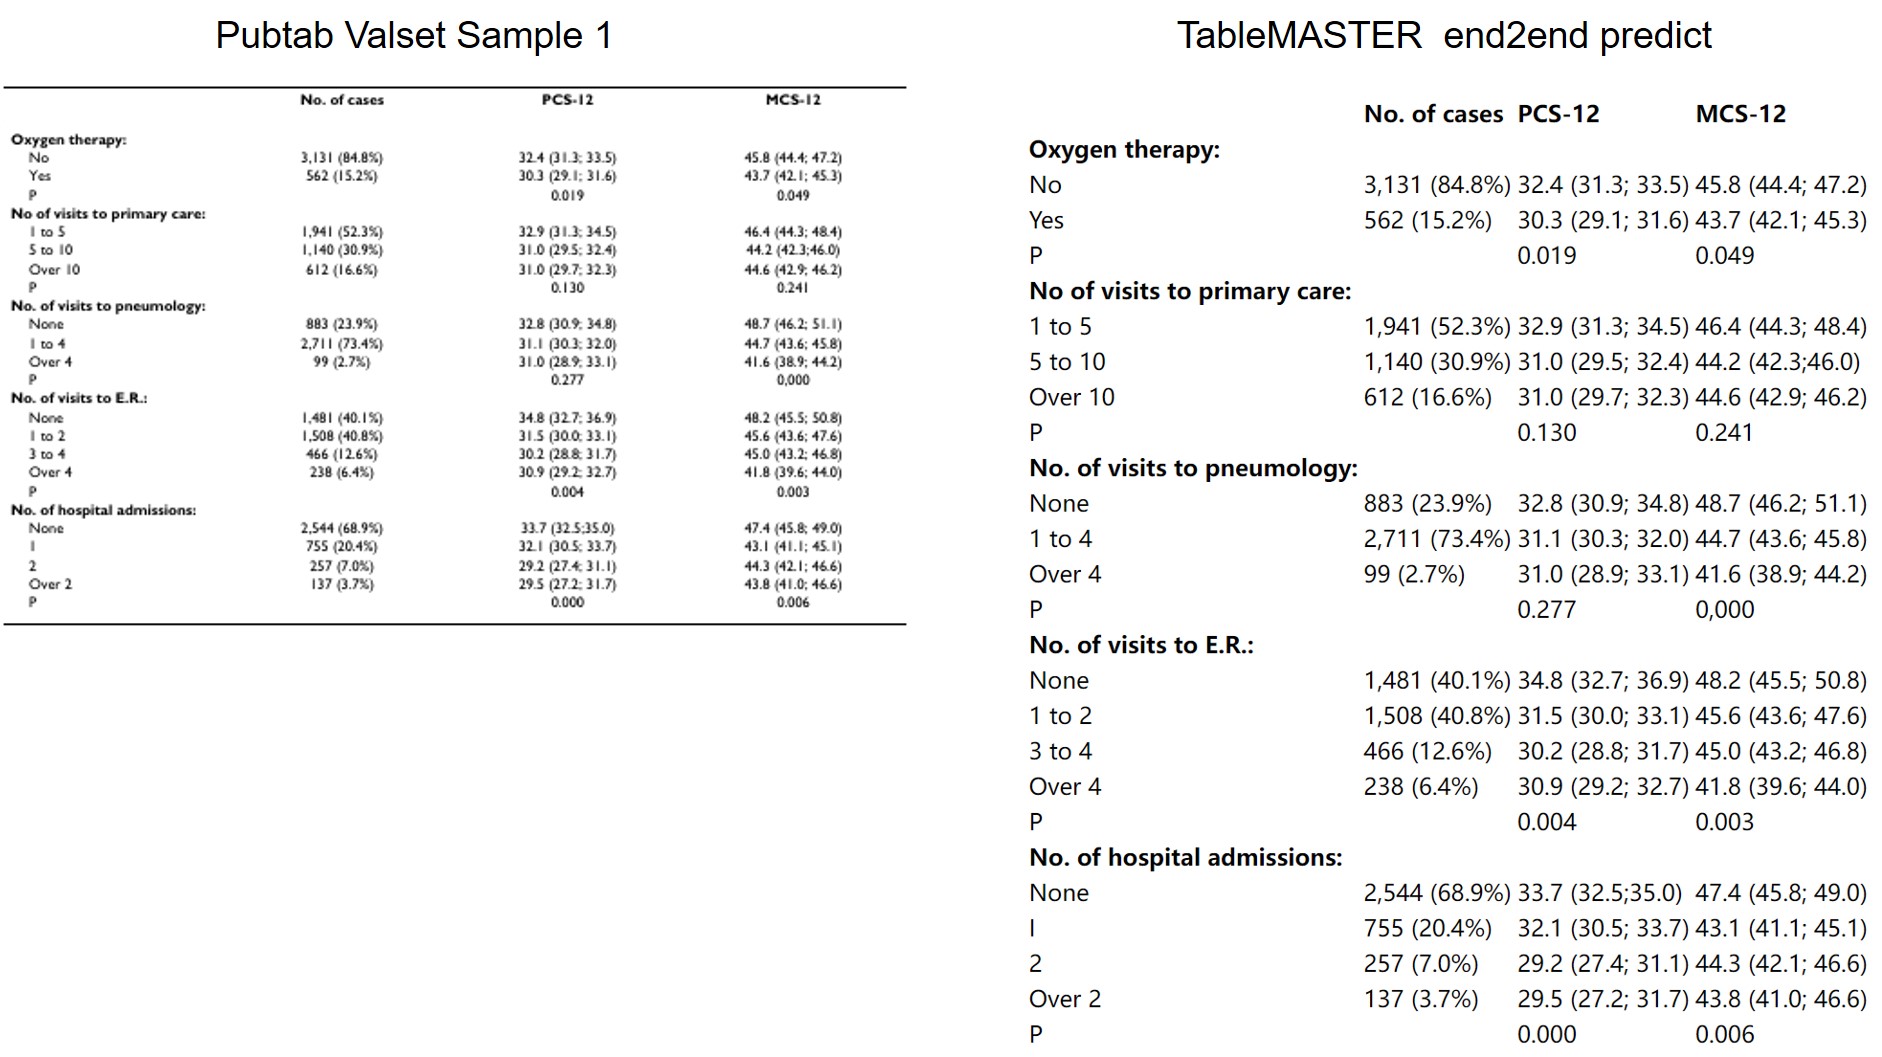 Pubtab Valset Sample 1
No. of cases PCS-12 MCS-12
Oxygen therapy:
No 3,131 (84.8%) 32.4 (31.3; 33.5) 45.8 (44.4; 47.2)
Yes 562 (15.2%) 30.3 (29.1; 31.6) 43.7 (42.1; 45.3)
P 0.019 0.049
No of visits to primary care:
1 to 5 1,941 (52.3%) 32.9 (31.3; 34.5) 46.4 (44.3; 48.4)
5 to 10 1,140 (30.9%) 31.0 (29.5; 32.4) 44.2 (42.3;46.0)
Over 10 612 (16.6%) 31.0 (29.7; 32.3) 44.6 (42.9; 46.2)
P 0.130 0.241
No. of visits to pneumology:
None 883 (23.9%) 32.8 (30.9; 34.8) 48.7 (46.2; 51.1)
1 to 4 2,711 (73.4%) 31.1 (30.3; 32.0) 44.7 (43.6; 45.8)
Over 4 99 (2.7%) 31.0 (28.9; 33.1) 41.6 (38.9; 44.2)
P 0.277 0,000
No. of visits to E.R.:
None 1,481 (40.1%) 34.8 (32.7; 36.9) 48.2 (45.5; 50.8)
1 to 2 1,508 (40.8%) 31.5 (30.0; 33.1) 45.6 (43.6; 47.6)
3 to 4 466 (12.6%) 30.2 (28.8; 31.7) 45.0 (43.2; 46.8)
Over 4 238 (6.4%) 30.9 (29.2; 32.7) 41.8 (39.6; 44.0)
P 0.004 0.003
No. of hospital admissions:
None 2,544 (68.9%) 33.7 (32.5;35.0) 47.4 (45.8; 49.0)
1 755 (20.4%) 32.1 (30.5; 33.7) 43.1 (41.1; 45.1)
2 257 (7.0%) 29.2 (27.4; 31.1) 44.3 (42.1; 46.6)
Over 2 137 (3.7%) 29.5 (27.2; 31.7) 43.8 (41.0; 46.6)
P 0.000 0.006
TableMASTER end2end predict
No. of cases PCS-12 MCS-12
Oxygen therapy:
No 3,131 (84.8%) 32.4 (31.3; 33.5) 45.8 (44.4; 47.2)
Yes 562 (15.2%) 30.3 (29.1; 31.6) 43.7 (42.1; 45.3)
P 0.019 0.049
No of visits to primary care:
1 to 5 1,941 (52.3%) 32.9 (31.3; 34.5) 46.4 (44.3; 48.4)
5 to 10 1,140 (30.9%) 31.0 (29.5; 32.4) 44.2 (42.3;46.0)
Over 10 612 (16.6%) 31.0 (29.7; 32.3) 44.6 (42.9; 46.2)
P 0.130 0.241
No. of visits to pneumology:
None 883 (23.9%) 32.8 (30.9; 34.8) 48.7 (46.2; 51.1)
1 to 4 2,711 (73.4%) 31.1 (30.3; 32.0) 44.7 (43.6; 45.8)
Over 4 99 (2.7%) 31.0 (28.9; 33.1) 41.6 (38.9; 44.2)
P 0.277 0,000
No. of visits to E.R.:
None 1,481 (40.1%) 34.8 (32.7; 36.9) 48.2 (45.5; 50.8)
1 to 2 1,508 (40.8%) 31.5 (30.0; 33.1) 45.6 (43.6; 47.6)
3 to 4 466 (12.6%) 30.2 (28.8; 31.7) 45.0 (43.2; 46.8)
Over 4 238 (6.4%) 30.9 (29.2; 32.7) 41.8 (39.6; 44.0)
P 0.004 0.003
No. of hospital admissions:
None 2,544 (68.9%) 33.7 (32.5;35.0) 47.4 (45.8; 49.0)
I 755 (20.4%) 32.1 (30.5; 33.7) 43.1 (41.1; 45.1)
2 257 (7.0%) 29.2 (27.4; 31.1) 44.3 (42.1; 46.6)
Over 2 137 (3.7%) 29.5 (27.2; 31.7) 43.8 (41.0; 46.6)
P 0.000 0.006